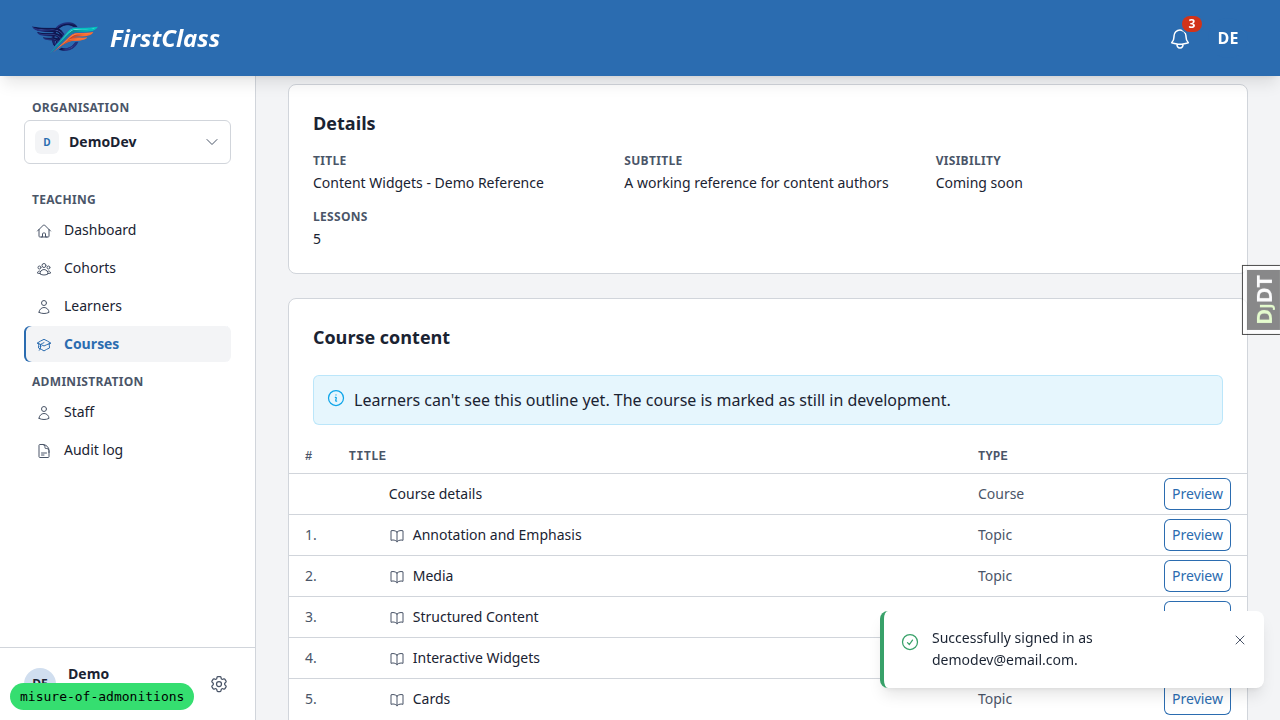 FirstClass
3
DE
ORGANISATION
D DemoDev
TEACHING
Dashboard
Cohorts
Learners
Courses
ADMINISTRATION
Staff
Audit log
Demo
misure-of-admonitions
Details
TITLE SUBTITLE VISIBILITY
Content Widgets - Demo Reference A working reference for content authors Coming soon
LESSONS
5
Course content
Learners can't see this outline yet. The course is marked as still in development.
# TITLE TYPE
Course details Course Preview
1. Annotation and Emphasis Topic Preview
2. Media Topic Preview
3. Structured Content
4. Interactive Widgets
5. Cards Topic Preview
Successfully signed in as
demodev@email.com.
DjDT